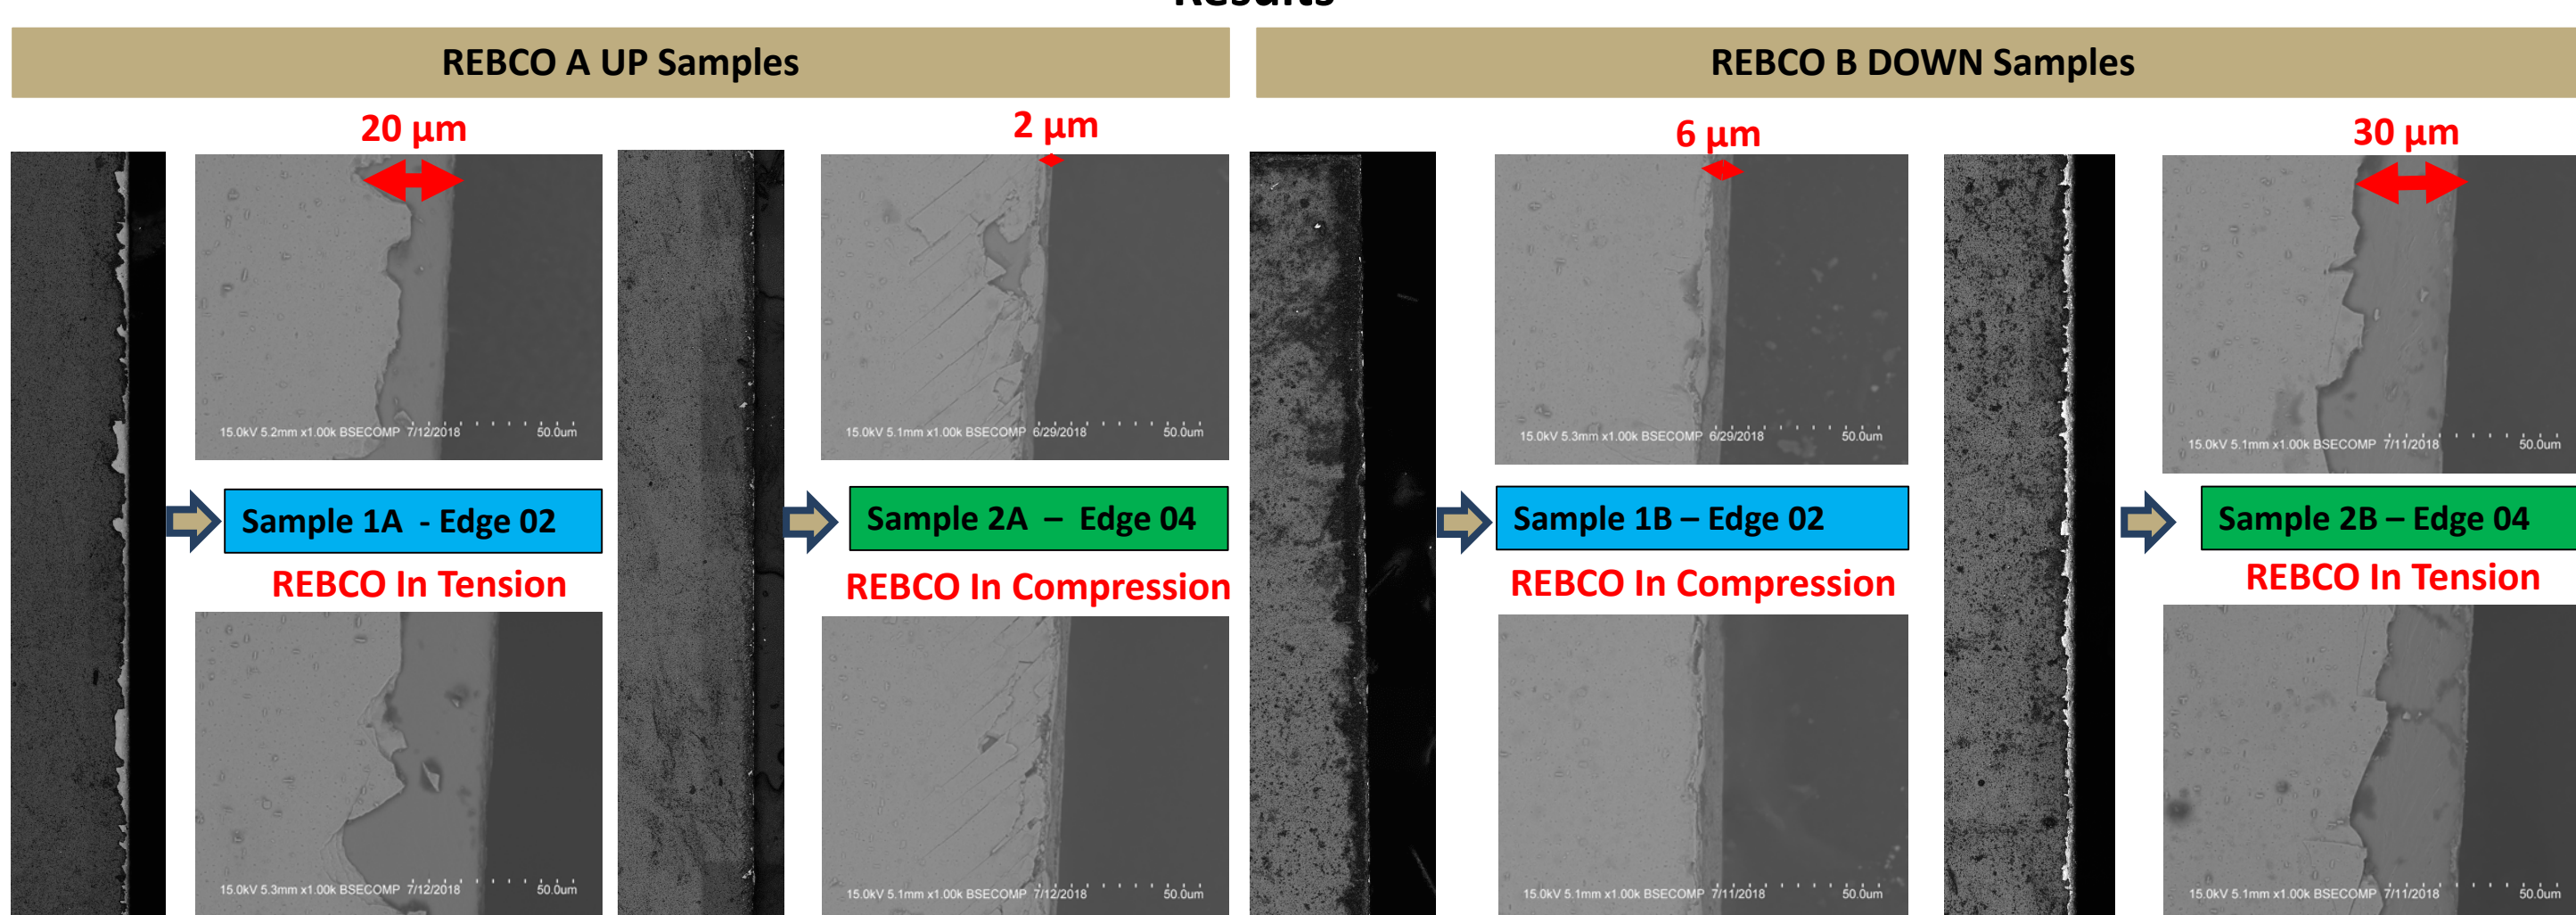 Results
REBCO A UP Samples
REBCO B DOWN Samples
20 µm
2 µm
6 µm
30 µm
15.0kV 5.2mm x1.00k BSECOMP 7/12/2018 50.0um
15.0kV 5.1mm x1.00k BSECOMP 6/29/2018 50.0um
15.0kV 5.3mm x1.00k BSECOMP 6/29/2018 50.0um
15.0kV 5.1mm x1.00k BSECOMP 7/11/2018 50.0um
Sample 1A - Edge 02
Sample 2A – Edge 04
Sample 1B – Edge 02
Sample 2B – Edge 04
REBCO In Tension
REBCO In Compression
REBCO In Compression
REBCO In Tension
15.0kV 5.3mm x1.00k BSECOMP 7/12/2018 50.0um
15.0kV 5.1mm x1.00k BSECOMP 7/12/2018 50.0um
15.0kV 5.1mm x1.00k BSECOMP 7/11/2018 50.0um
15.0kV 5.1mm x1.00k BSECOMP 7/11/2018 50.0um